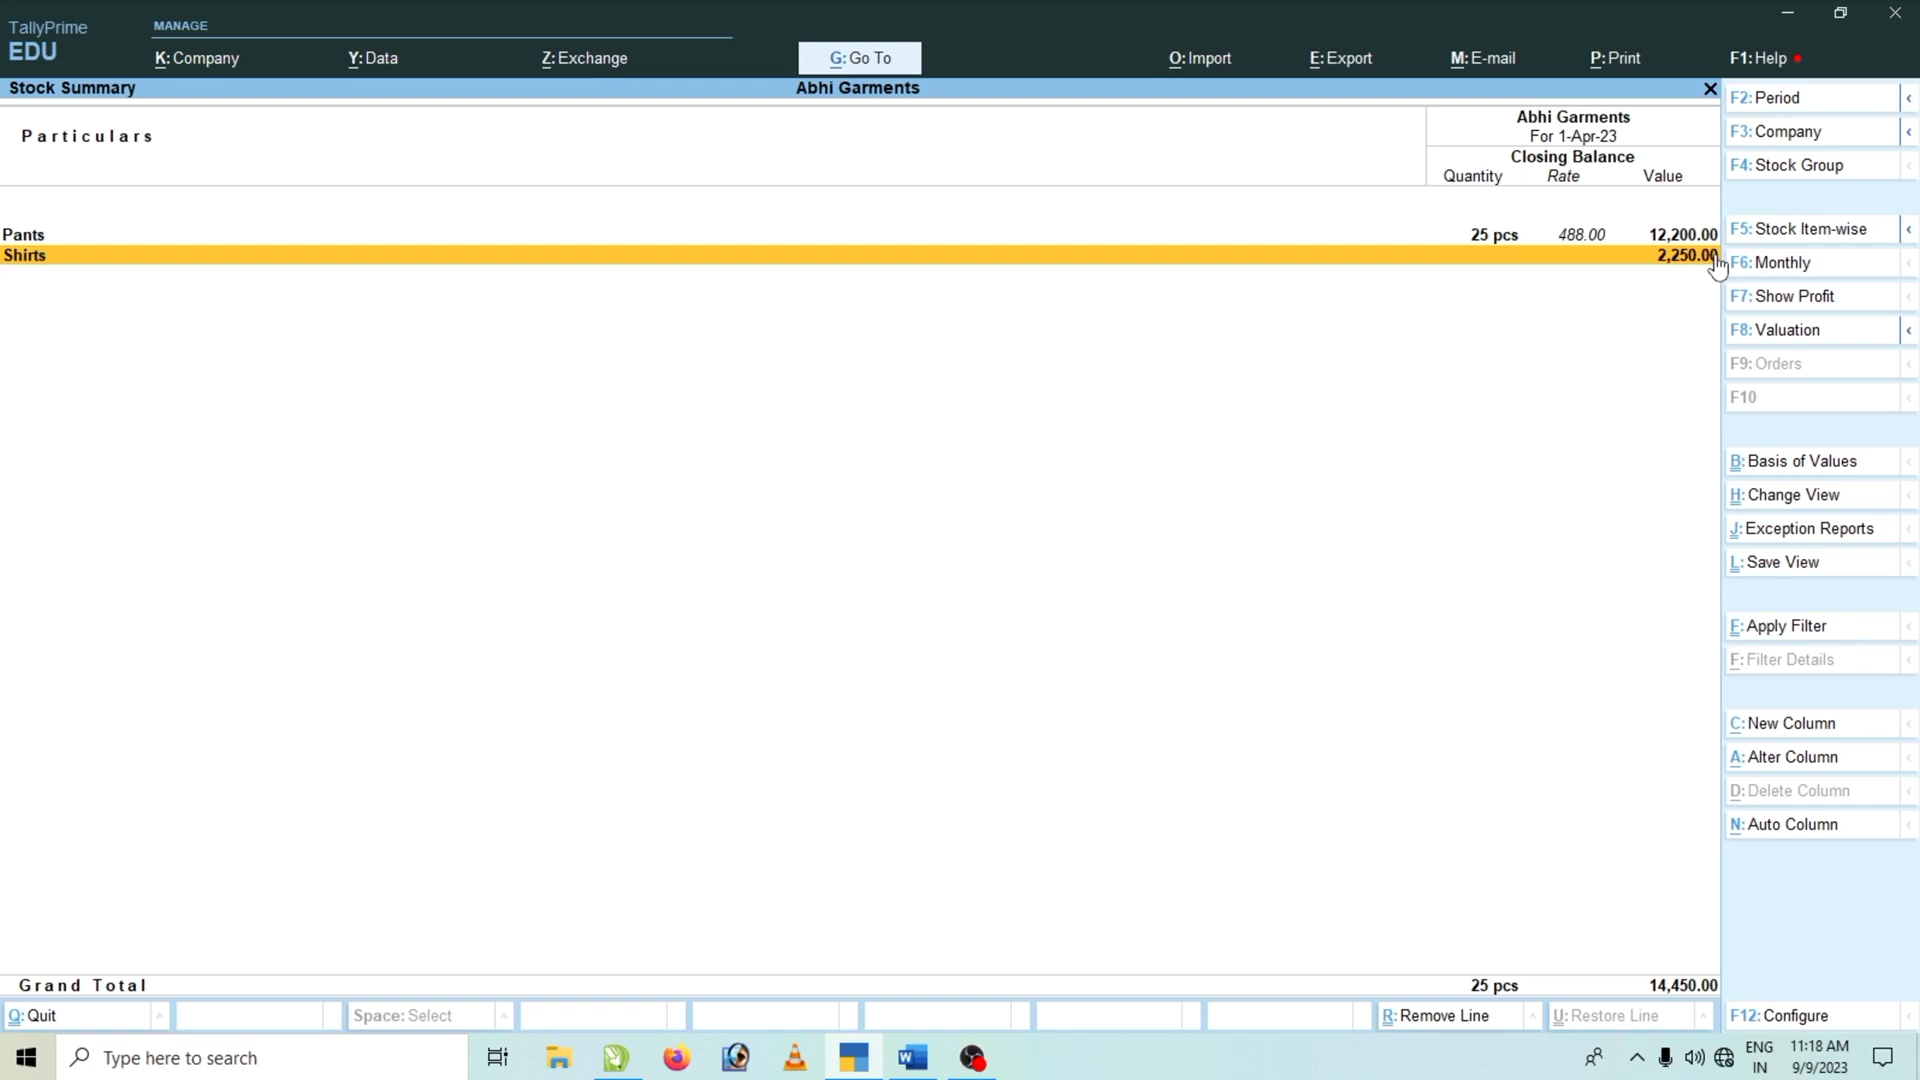 TallyPrime
EDU
MANAGE
K: Company
Y: Data
Z: Exchange
G: Go To
O: Import
E: Export
M: E-mail
P: Print
F1: Help
Stock Summary
Abhi Garments
Particulars
Abhi Garments
For 1-Apr-23
Closing Balance
Quantity Rate Value
Pants 25 pcs 488.00 12,200.00
Shirts 2,250.00
Grand Total 25 pcs 14,450.00
F2: Period
F3: Company
F4: Stock Group
F5: Stock Item-wise
F6: Monthly
F7: Show Profit
F8: Valuation
F9: Orders
F10
B: Basis of Values
H: Change View
J: Exception Reports
L: Save View
F: Apply Filter
F: Filter Details
C: New Column
A: Alter Column
D: Delete Column
N: Auto Column
Q: Quit
Space: Select
R: Remove Line
U: Restore Line
F12: Configure
Type here to search
ENG
IN
11:18 AM
9/9/2023